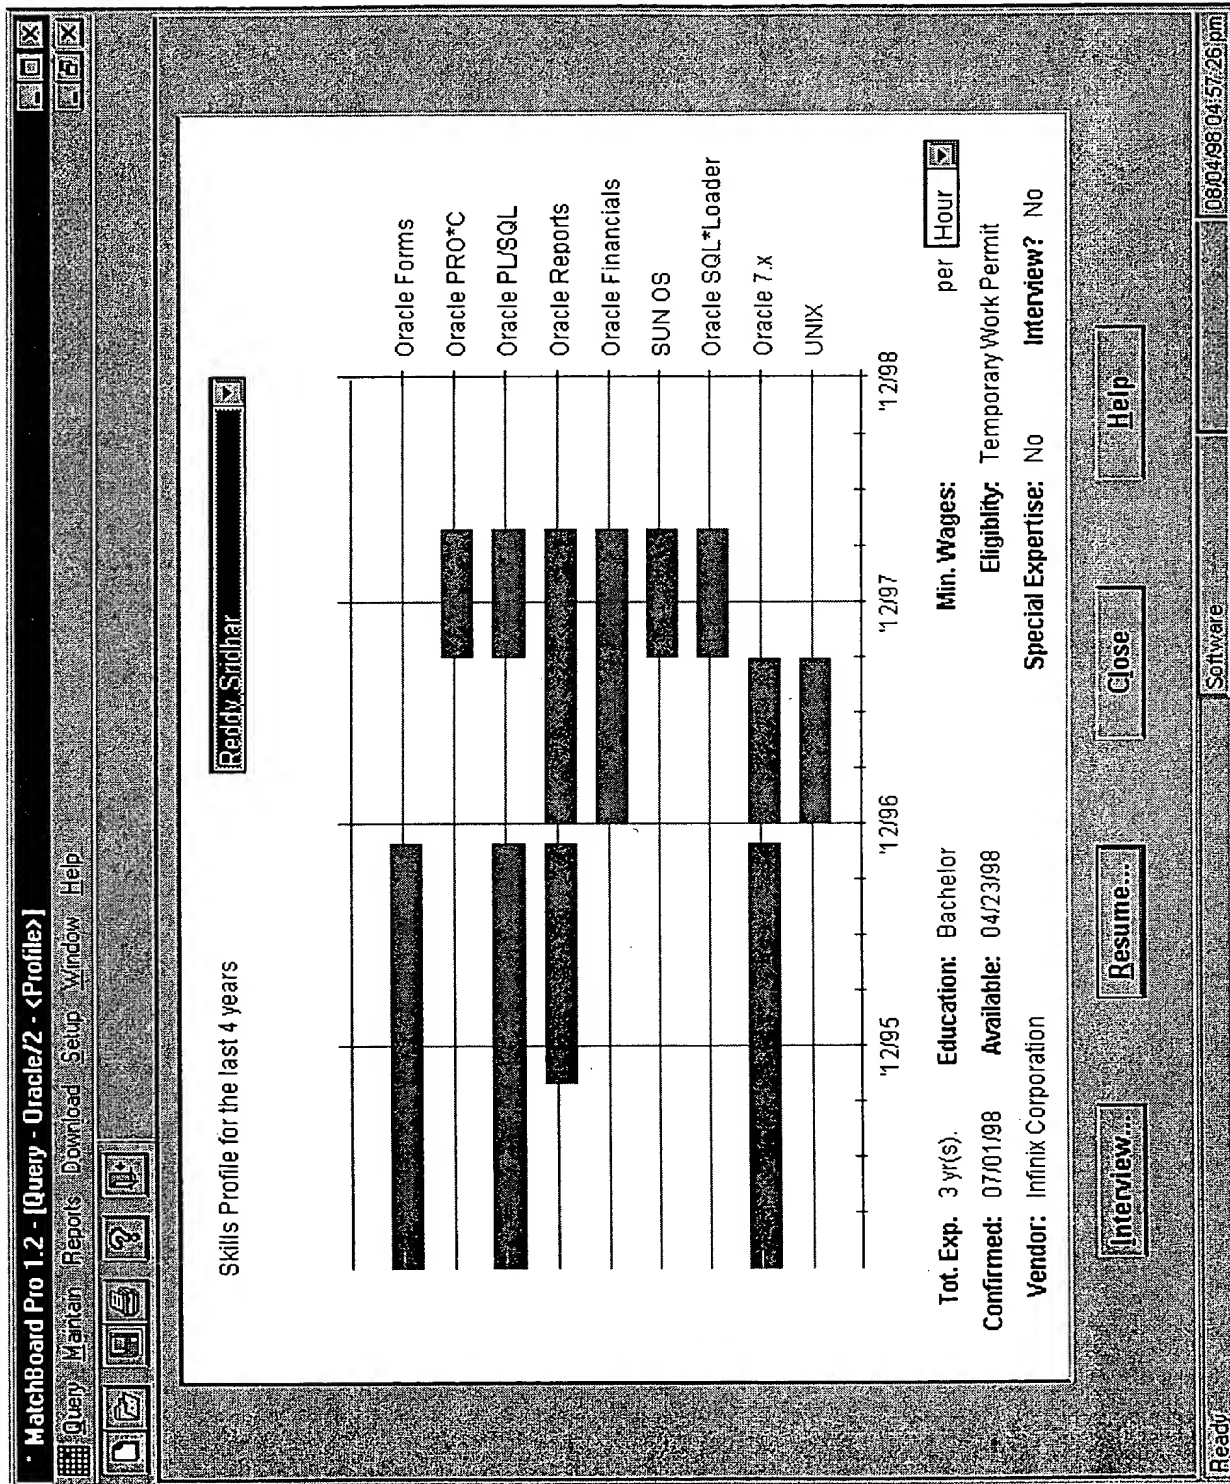 * MatchBoard Pro 1.2 - [Query - Oracle/2 - <Profile>]
Query Maintain Reports Download Setup Window Help
Skills Profile for the last 4 years
Reddy, Sridhar
Oracle Forms
Oracle PRO*C
Oracle PL/SQL
Oracle Reports
Oracle Financials
SUN OS
Oracle SQL*Loader
Oracle 7.x
UNIX
'12/95 '12/96 '12/97 '12/98
Tot. Exp. 3 yr(s). Education: Bachelor Min. Wages: per Hour
Confirmed: 07/01/98 Available: 04/23/98 Eligiblity: Temporary Work Permit
Vendor: Infinix Corporation Special Expertise: No Interview? No
Interview... Resume... Close Help
Ready Software 08/04/98 04:57:26 pm